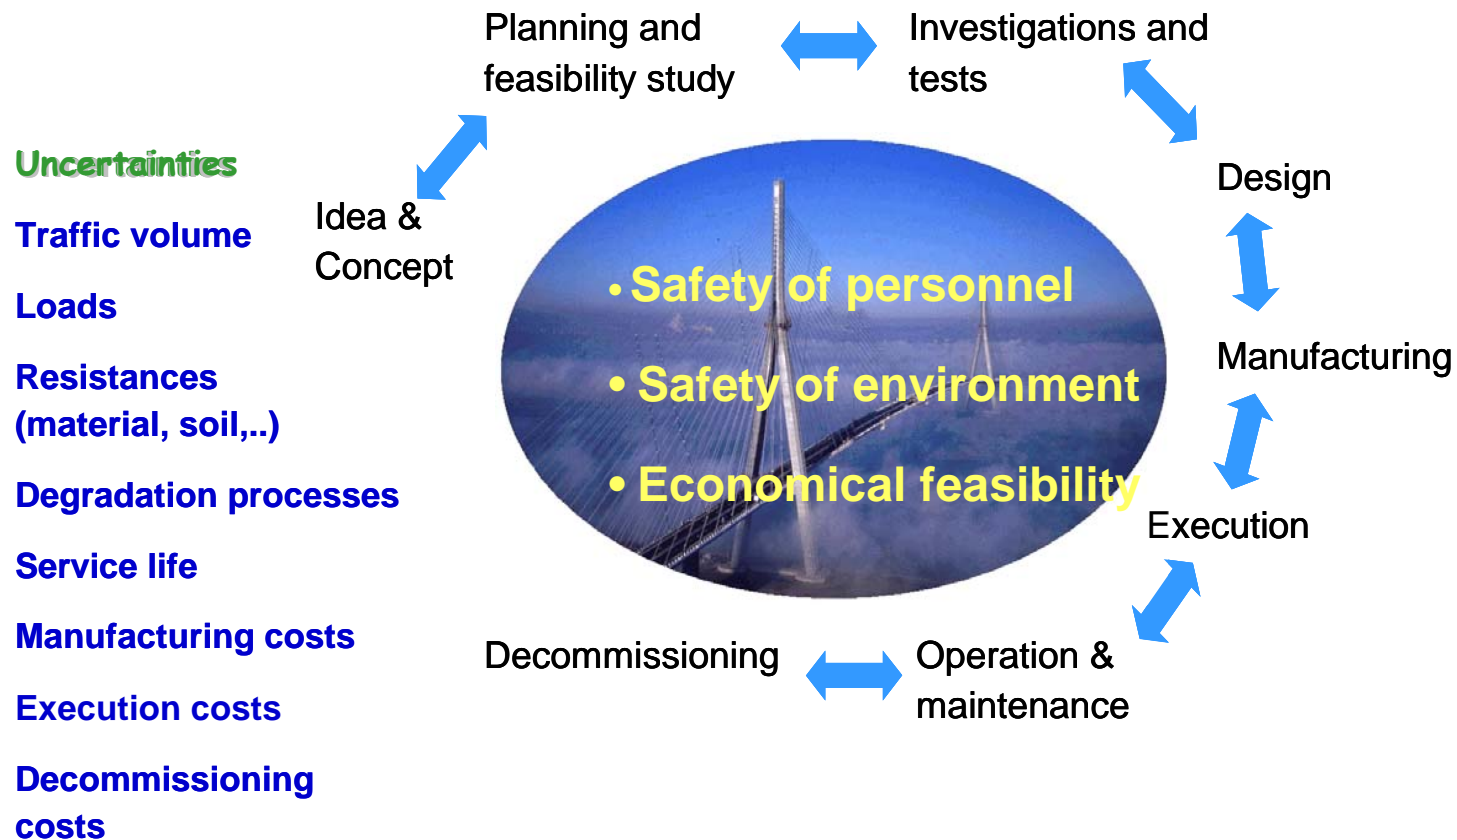 Planning and
feasibility study
Investigations and
tests
Uncertainties
Traffic volume
Loads
Resistances
(material, soil,..)
Degradation processes
Service life
Manufacturing costs
Execution costs
Decommissioning
costs
Idea &
Concept
• Safety of personnel
• Safety of environment
• Economical feasibility
Design
Manufacturing
Execution
Operation &
maintenance
Decommissioning